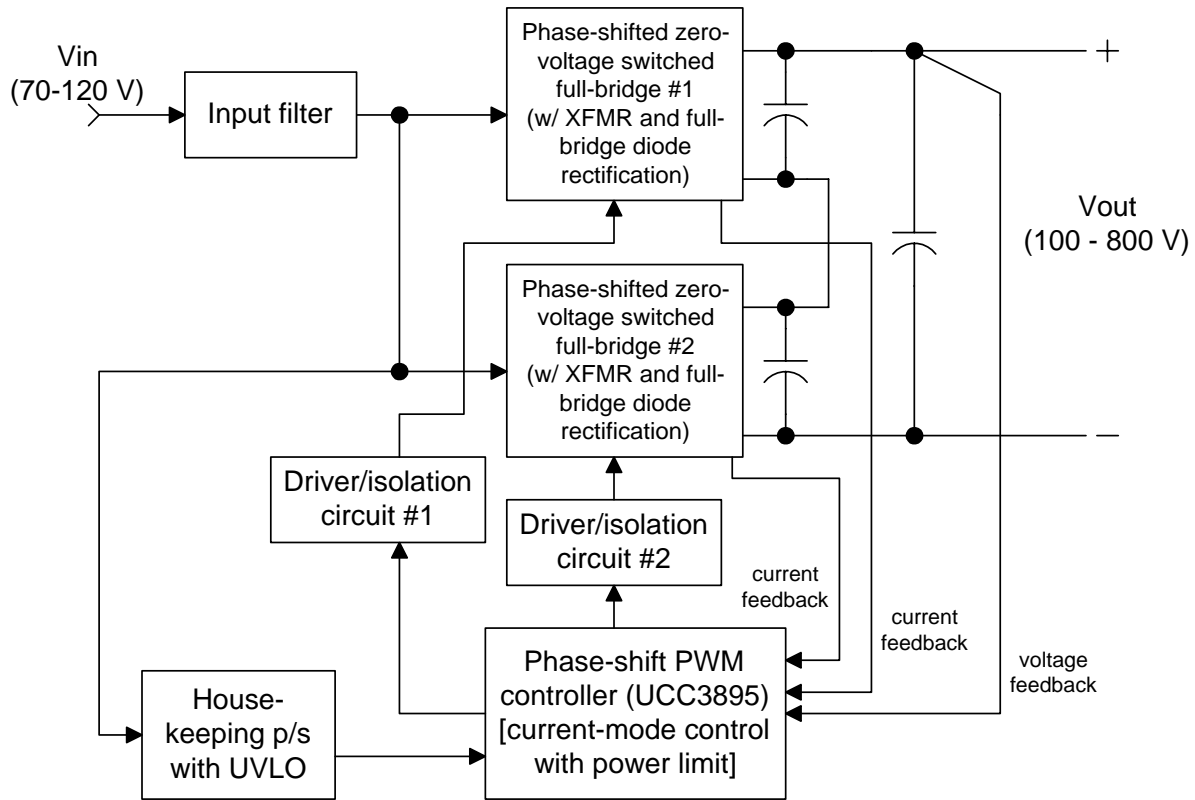 Vin
(70-120 V)
Input filter
Phase-shifted zero-
voltage switched
full-bridge #1
(w/ XFMR and full-
bridge diode
rectification)
+
Vout
(100 - 800 V)
Phase-shifted zero-
voltage switched
full-bridge #2
(w/ XFMR and full-
bridge diode
rectification)
−
Driver/isolation
circuit #1
Driver/isolation
circuit #2
current
feedback
current
feedback
voltage
feedback
House-
keeping p/s
with UVLO
Phase-shift PWM
controller (UCC3895)
[current-mode control
with power limit]